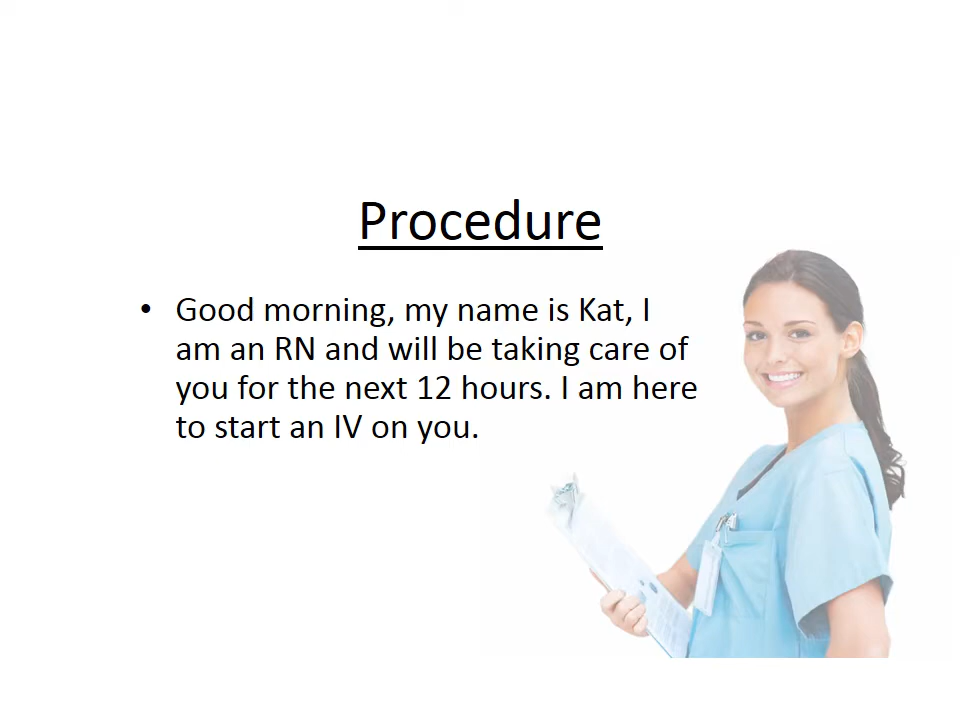 Procedure
• Good morning, my name is Kat, I
am an RN and will be taking care of
you for the next 12 hours. I am here
to start an IV on you.